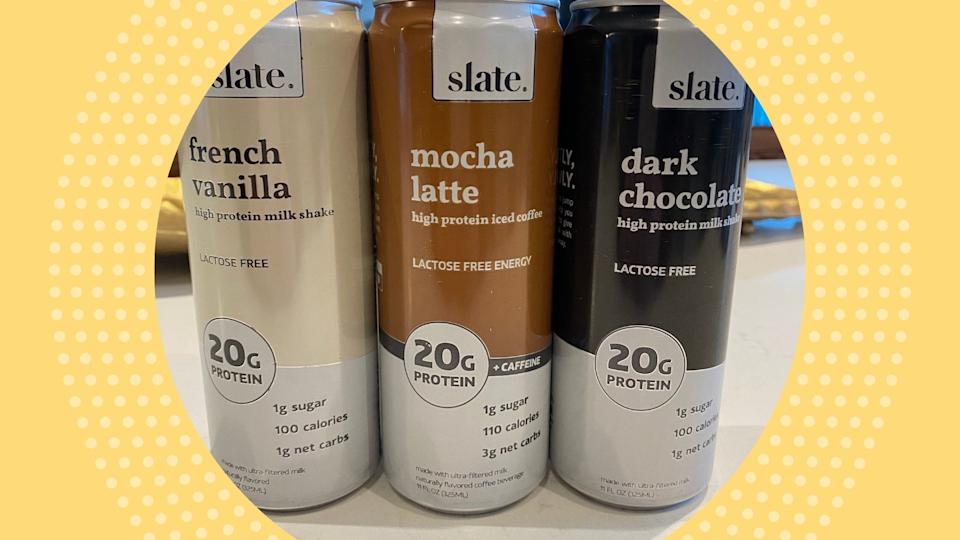 slate.
french
vanilla
high protein milk shake
LACTOSE FREE
20G
PROTEIN
1g sugar
100 calories
1g net carbs
made with ultra-filtered milk
naturally flavored
(325ML)
slate.
mocha
latte
high protein iced coffee
LACTOSE FREE ENERGY
20G
PROTEIN
+ CAFFEINE
1g sugar
110 calories
3g net carbs
made with ultra-filtered milk
naturally flavored coffee beverage
11 FL OZ (325ML)
slate.
dark
chocolate
high protein milk shake
LACTOSE FREE
20G
PROTEIN
1g sugar
100 calories
1g net carbs
made with ultra-filtered milk
11 FL OZ (325ML)